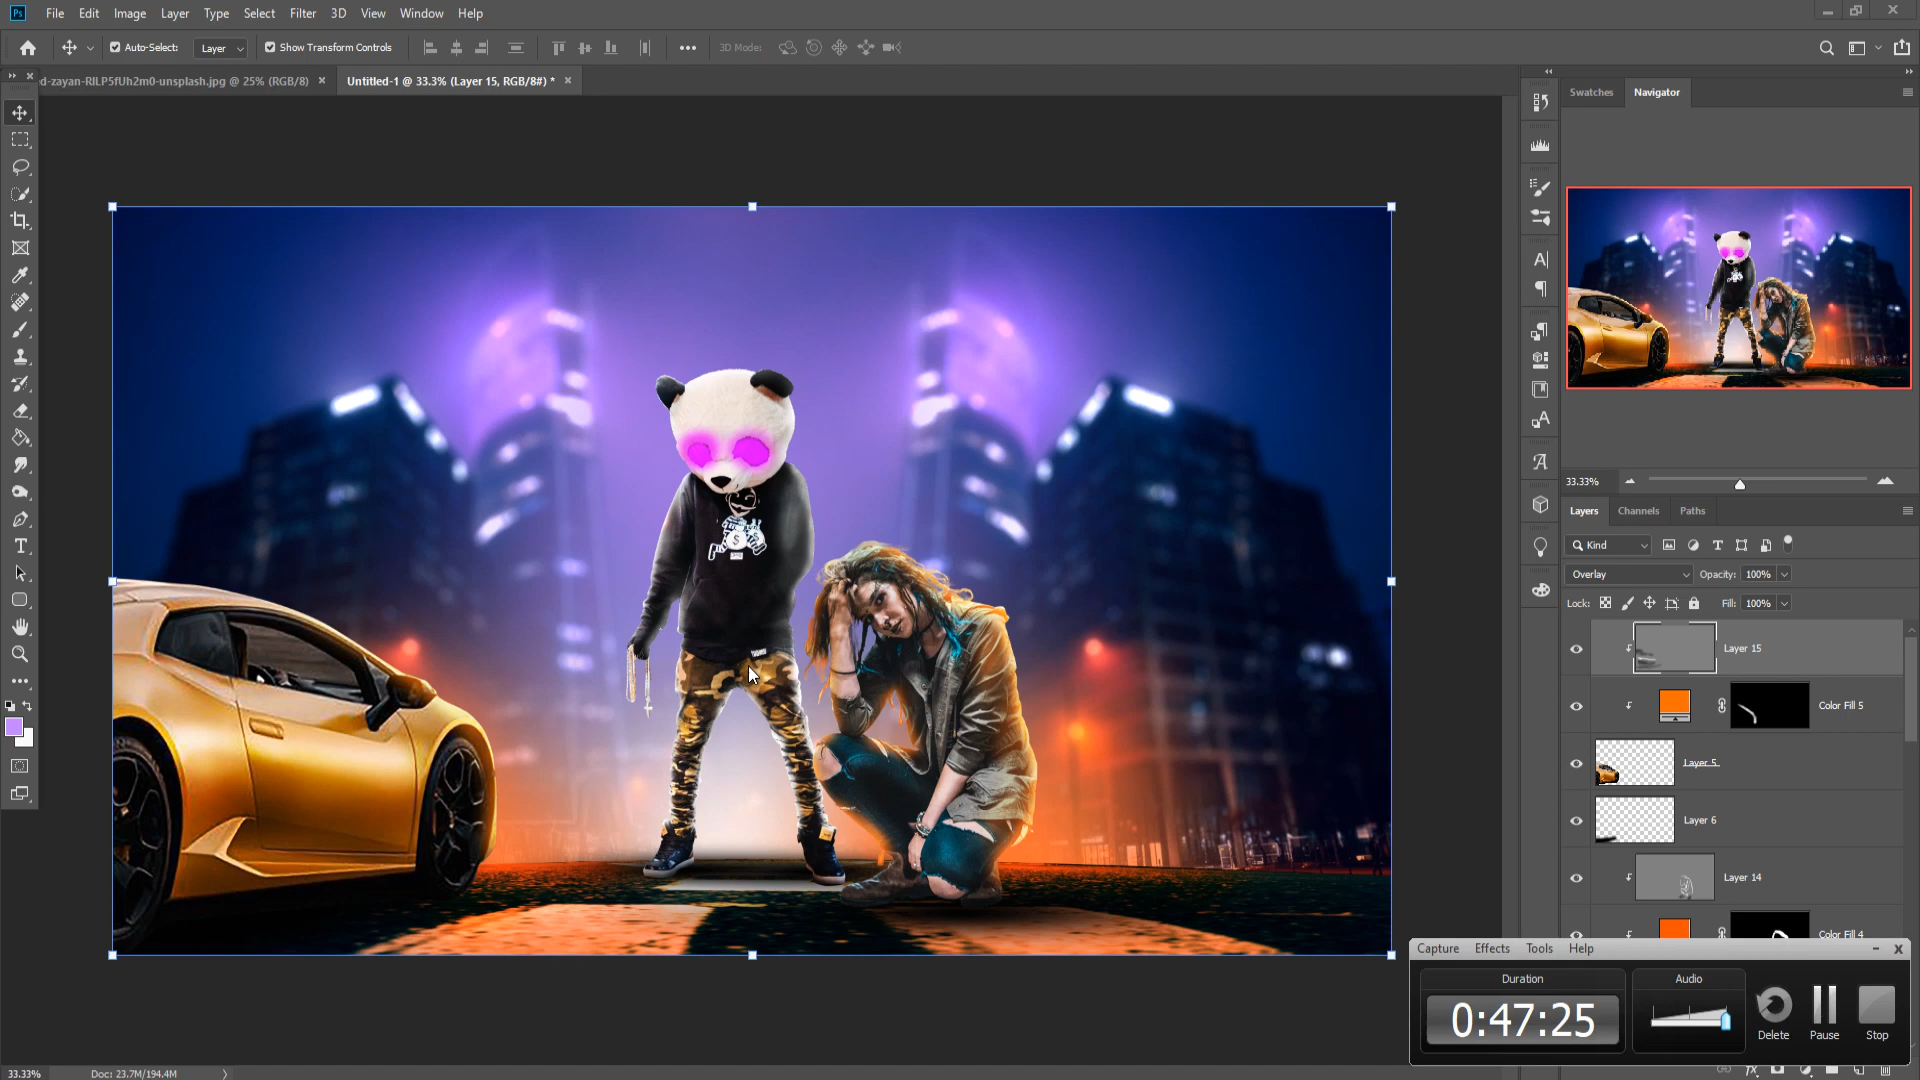 Ps File Edit Image Layer Type Select Filter 3D View Window Help
Auto-Select: Layer Show Transform Controls 3D Mode:
d-zayan-RILP5fUh2m0-unsplash.jpg @ 25% (RGB/8) Untitled-1 @ 33.3% (Layer 15, RGB/8#) *
Swatches Navigator
33.33%
Layers Channels Paths
Kind
Overlay Opacity: 100%
Lock: Fill: 100%
Layer 15
Color Fill 5
Layer 5
Layer 6
Layer 14
Color Fill 4
Capture Effects Tools Help
Duration Audio
0:47:25
Delete Pause Stop
33.33% Doc: 23.7M/194.4M